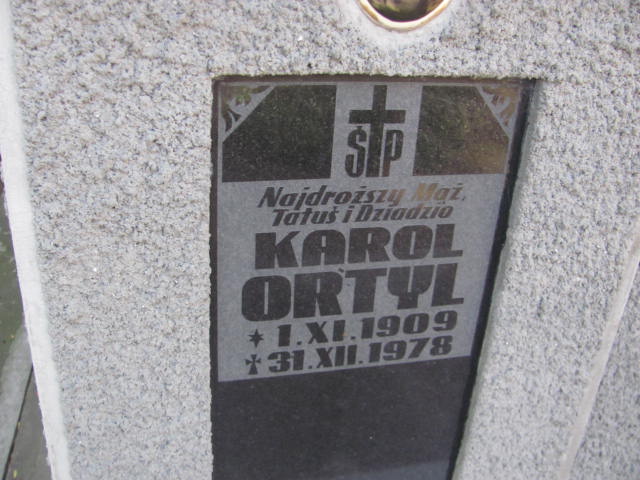 ŚP
Najdroższy Mąż,
Tatuś i Dziadzio
KAROL
ORTYL
* 1.XI.1909
✝ 31.XII.1978